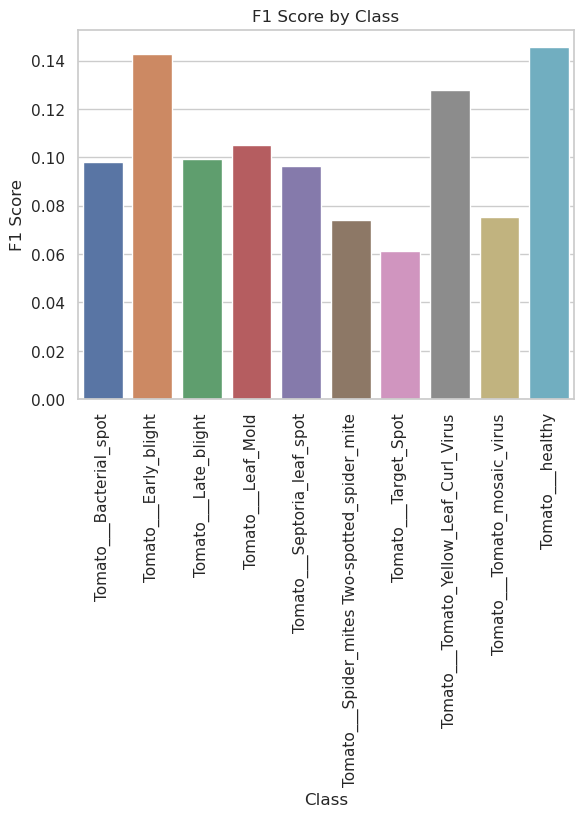 F1 Score by Class
F1 Score
0.14
0.12
0.10
0.08
0.06
0.04
0.02
0.00
Tomato___Bacterial_spot
Tomato___Early_blight
Tomato___Late_blight
Tomato___Leaf_Mold
Tomato___Septoria_leaf_spot
Tomato___Spider_mites Two-spotted_spider_mite
Tomato___Target_Spot
Tomato___Tomato_Yellow_Leaf_Curl_Virus
Tomato___Tomato_mosaic_virus
Tomato___healthy
Class